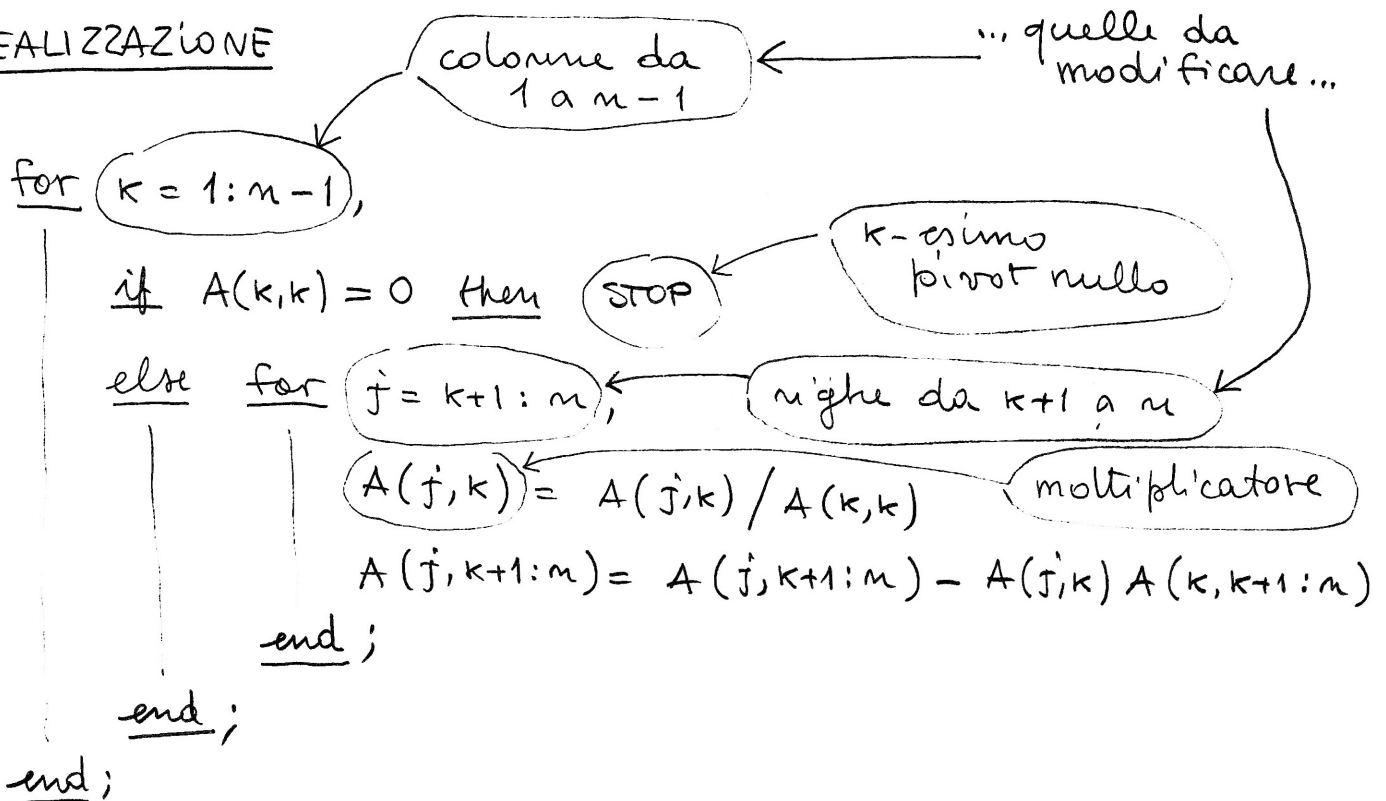 EALIZZAZIONE
colonne da
1 a n-1
... quelle da
modificare...
for k = 1:n-1,
k-esimo
pivot nullo
if A(k,k) = 0 then STOP
else for j = k+1:n,
righe da k+1 a n
A(j,k) = A(j,k) / A(k,k)
moltiplicatore
A(j,k+1:n) = A(j,k+1:n) - A(j,k) A(k,k+1:n)
end;
end;
end;